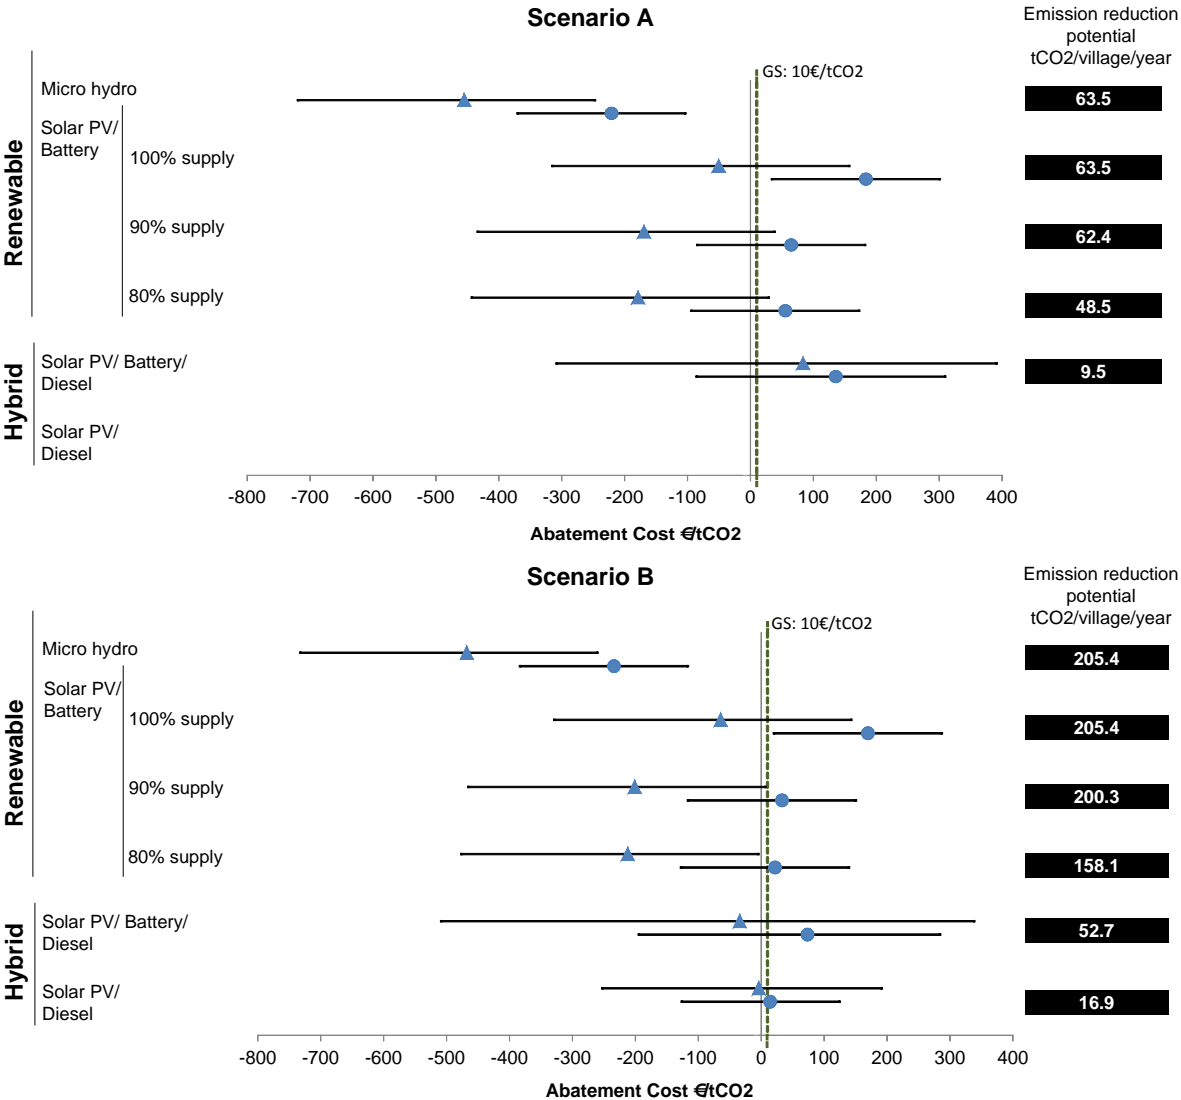 Scenario A
Emission reduction
potential
tCO2/village/year
GS: 10€/tCO2
Renewable
Micro hydro
63.5
Solar PV/
Battery
100% supply
63.5
90% supply
62.4
80% supply
48.5
Hybrid
Solar PV/ Battery/
Diesel
9.5
Solar PV/
Diesel
-800 -700 -600 -500 -400 -300 -200 -100 0 100 200 300 400
Abatement Cost €/tCO2
Scenario B
Emission reduction
potential
tCO2/village/year
GS: 10€/tCO2
Renewable
Micro hydro
205.4
Solar PV/
Battery
100% supply
205.4
90% supply
200.3
80% supply
158.1
Hybrid
Solar PV/ Battery/
Diesel
52.7
Solar PV/
Diesel
16.9
-800 -700 -600 -500 -400 -300 -200 -100 0 100 200 300 400
Abatement Cost €/tCO2